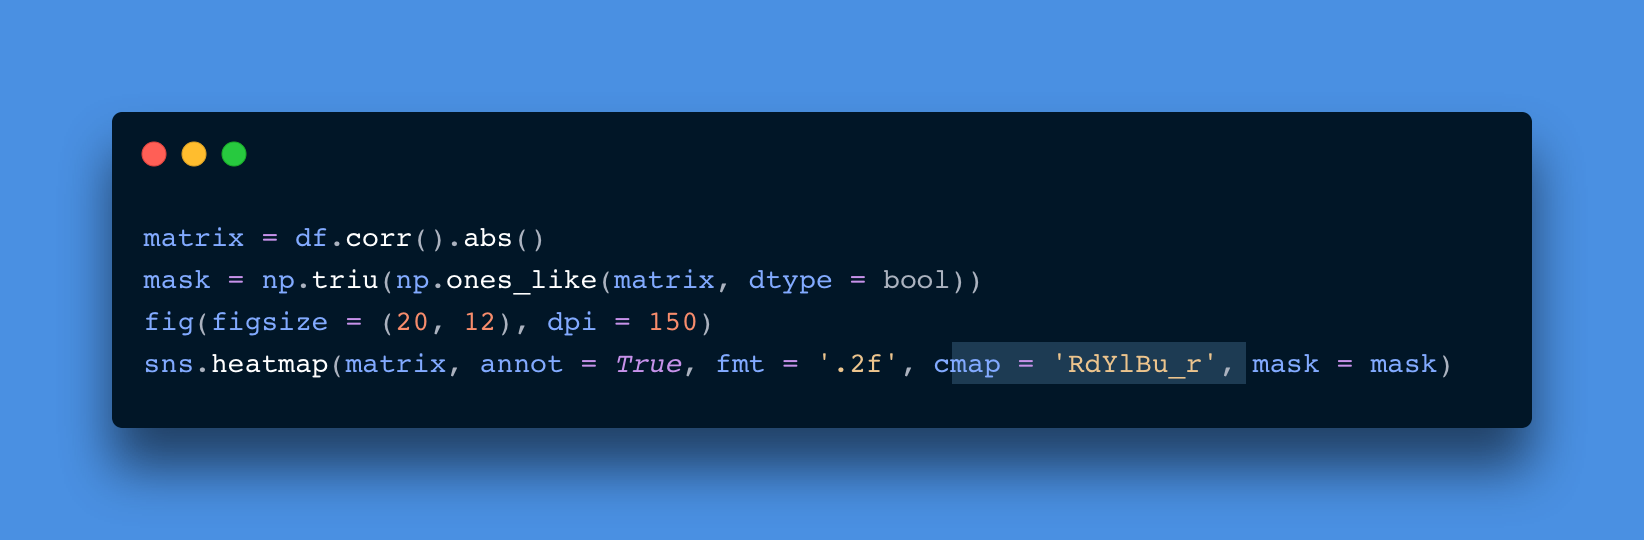 matrix = df.corr().abs()
mask = np.triu(np.ones_like(matrix, dtype = bool))
fig(figsize = (20, 12), dpi = 150)
sns.heatmap(matrix, annot = True, fmt = '.2f', cmap = 'RdYlBu_r', mask = mask)